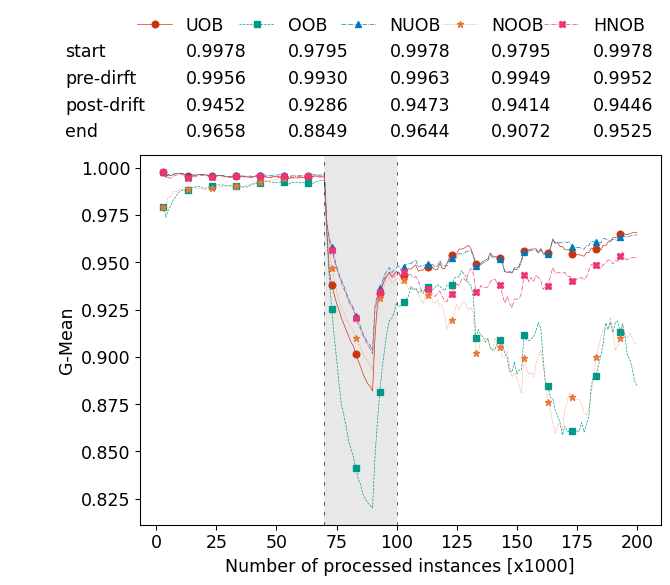 UOB OOB NUOB NOOB HNOB
start 0.9978 0.9795 0.9978 0.9795 0.9978
pre-dirft 0.9956 0.9930 0.9963 0.9949 0.9952
post-drift 0.9452 0.9286 0.9473 0.9414 0.9446
end 0.9658 0.8849 0.9644 0.9072 0.9525
1.000
0.975
0.950
0.925
0.900
0.875
0.850
0.825
G-Mean
0 25 50 75 100 125 150 175 200
Number of processed instances [x1000]